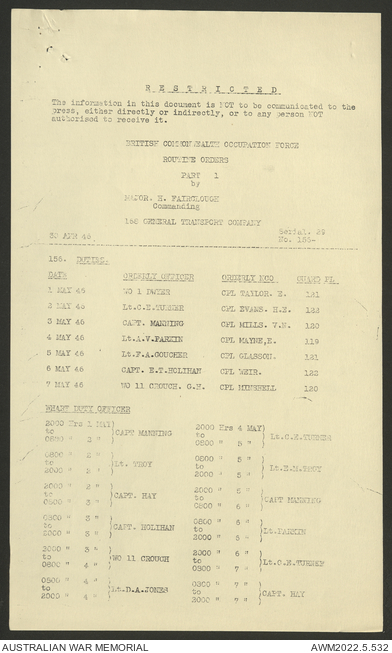 R E S T R I C T E D
The information in this document is NOT to be communicated to the
press, either directly or indirectly, or to any person NOT
authorised to receive it.
BRITISH COMMONWEALTH OCCUPATION FORCE
ROUTINE ORDERS
PART 1
by
MAJOR. H. FAIRCLOUGH
Commanding
168 GENERAL TRANSPORT COMPANY
30 APR 46 Serial.
No. 186-
186. DUTIES.
DATE ORDERLY OFFICER ORDERLY NCO GUARD PL.
1 MAY 46 WO 1 DWYER CPL TAYLOR. E. 121
2 MAY 46 Lt.C.E.TURNER CPL EVANS. H.E. 122
3 MAY 46 CAPT. MANNING CPL MILLS. V.N. 120
4 MAY 46 Lt.A.V.PARKIN CPL MAYNE,E. 119
5 MAY 46 Lt.F.A.GOUCHER CPL GLASSON. 121
6 MAY 46 CAPT. E.T.HOLIHAN CPL WEIR. 122
7 MAY 46 WO 11 CROUCH. G.H. CPL MINSHELL 120
WHARF DUTY OFFICER
2000 Hrs 1 MAY 2000 Hrs 4 MAY
to )CAPT MANNING to )Lt.C.E.TURNER
0800 " 2 " 0800 " 5 "
0800 " 2 " 0800 " 5 "
to )Lt. TROY to )Lt.E.M.TROY
2000 " 2 " 2000 " 5 "
2000 " 2 " 2000 " 5 "
to )CAPT. HAY to )CAPT MANNING
0800 " 3 " 0800 " 6 "
0800 " 3 " 0800 " 6 "
to )CAPT. HOLIHAN to )Lt.PARKIN
2000 " 3 " 2000 " 6 "
2000 " 3 " 2000 " 6 "
to )WO 11 CROUCH to )Lt.C.E.TURNER
0800 " 4 " 0800 " 7 "
0800 " 4 " 0800 " 7 "
to )Lt.D.A.JONES to )CAPT. HAY
2000 " 4 " 2000 " 7 "
AUSTRALIAN WAR MEMORIAL AWM2022.5.532